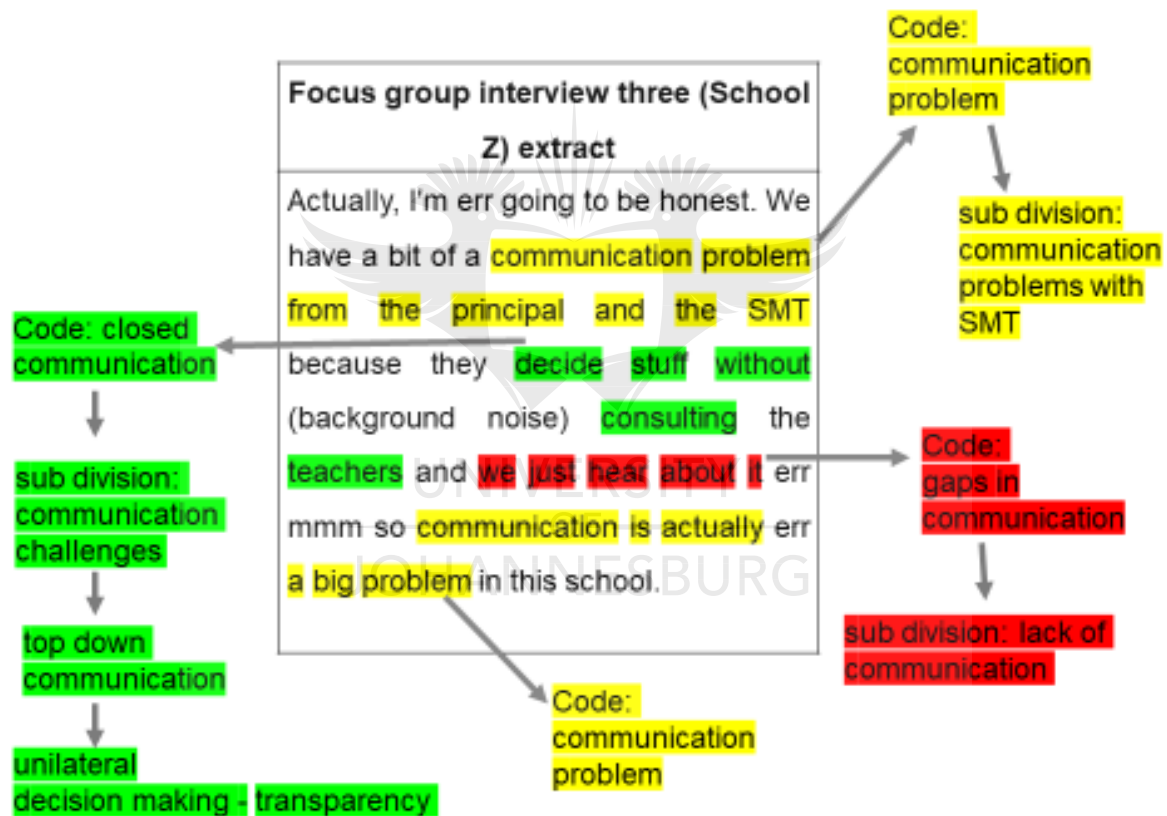 Focus group interview three (School
Z) extract
Actually, I'm err going to be honest. We
have a bit of a communication problem
from the principal and the SMT
because they decide stuff without
(background noise) consulting the
teachers and we just hear about it err
mmm so communication is actually err
a big problem in this school.
Code:
communication
problem
sub division:
communication
problems with
SMT
Code: closed
communication
sub division:
communication
challenges
top down
communication
unilateral
decision making - transparency
Code:
gaps in
communication
sub division: lack of
communication
Code:
communication
problem
UNIVERSITY
OF
JOHANNESBURG